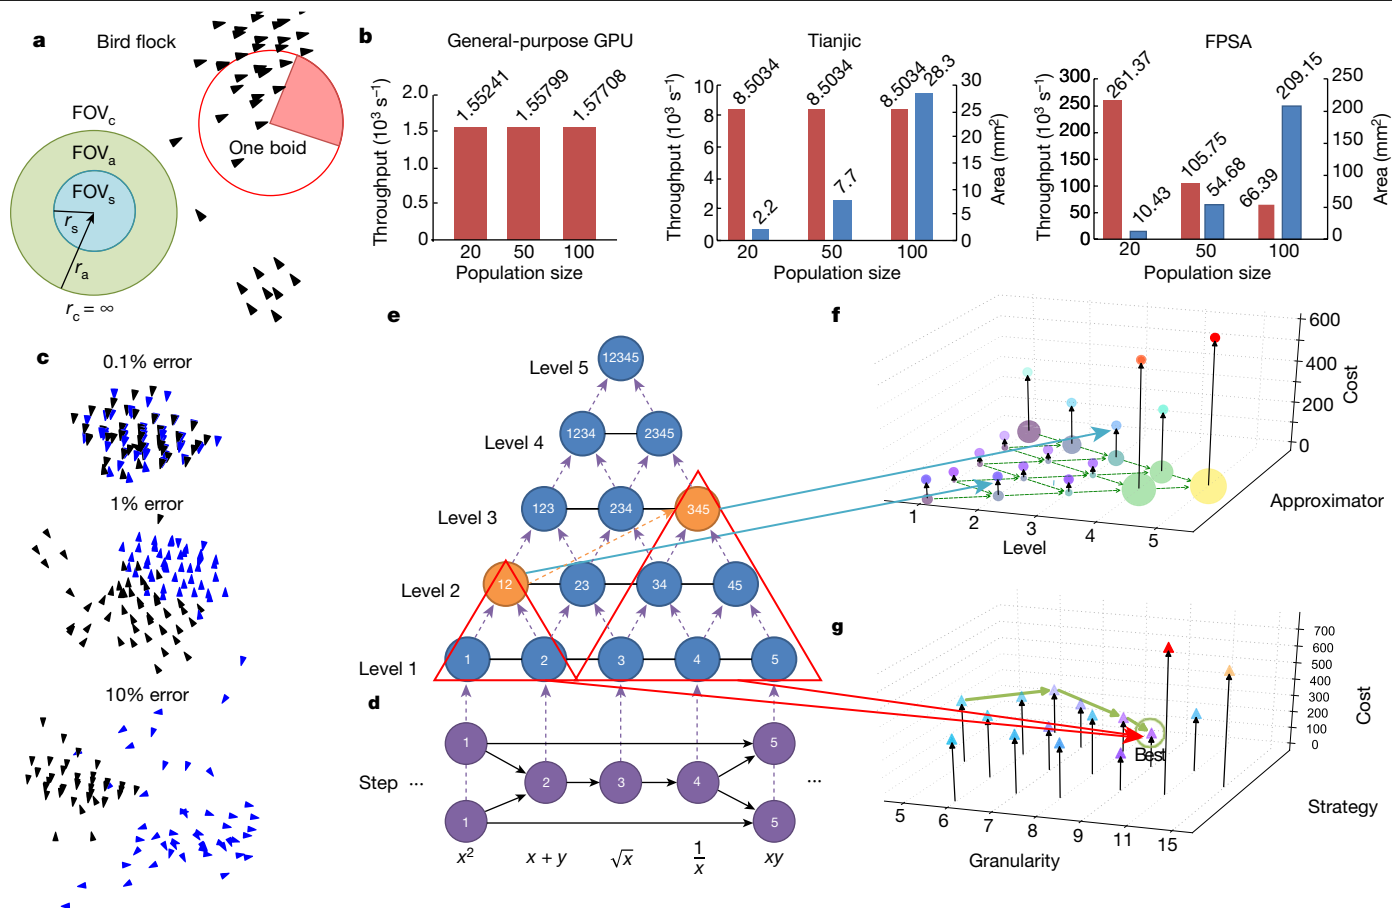 a
Bird flock
FOVc
FOVa
FOVs
rs
ra
rc = ∞
One boid
b
General-purpose GPU
Throughput (10³ s⁻¹)
2.0
1.5
1.0
0.5
0
1.55241
1.55799
1.57708
20
50
100
Population size
Tianjic
Throughput (10³ s⁻¹)
10
8
6
4
2
0
8.5034
2.2
8.5034
7.7
8.5034
28.3
30
25
20
15
10
5
0
Area (mm²)
20
50
100
Population size
FPSA
Throughput (10³ s⁻¹)
300
250
200
150
100
50
0
261.37
10.43
105.75
54.68
66.39
209.15
250
200
150
100
50
0
Area (mm²)
20
50
100
Population size
c
0.1% error
1% error
10% error
e
Level 5
12345
Level 4
1234
2345
Level 3
123
234
345
Level 2
12
23
34
45
Level 1
1
2
3
4
5
d
1
5
Step ...
2
3
4
...
1
5
x²
x + y
√x
1/x
xy
f
600
400
200
0
Cost
Approximator
1
2
3
4
5
Level
g
700
600
500
400
300
200
100
0
Cost
Best
Strategy
5
6
7
8
9
11
15
Granularity